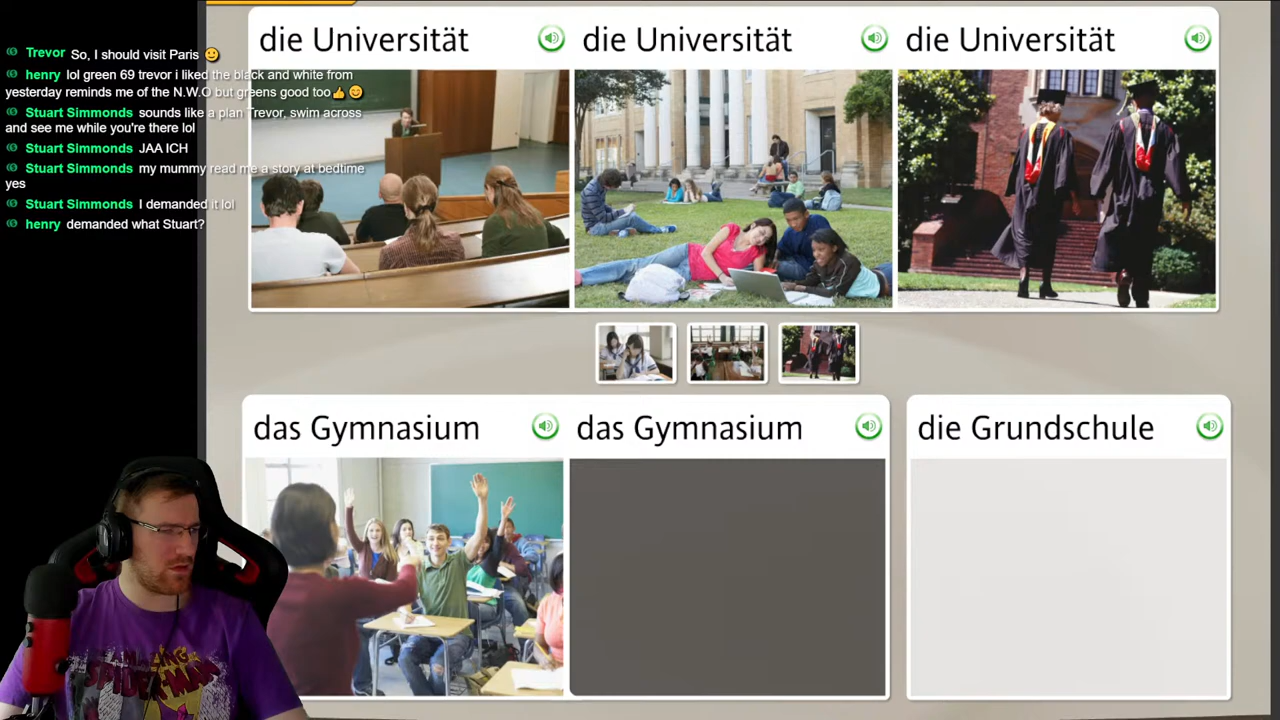 Trevor So, I should visit Paris 🙂
henry lol green 69 trevor i liked the black and white from
yesterday reminds me of the N.W.O but greens good too👍😊
Stuart Simmonds sounds like a plan Trevor, swim across
and see me while you're there lol
Stuart Simmonds JAA ICH
Stuart Simmonds my mummy read me a story at bedtime
yes
Stuart Simmonds I demanded it lol
henry demanded what Stuart?
die Universität
die Universität
die Universität
das Gymnasium
das Gymnasium
die Grundschule